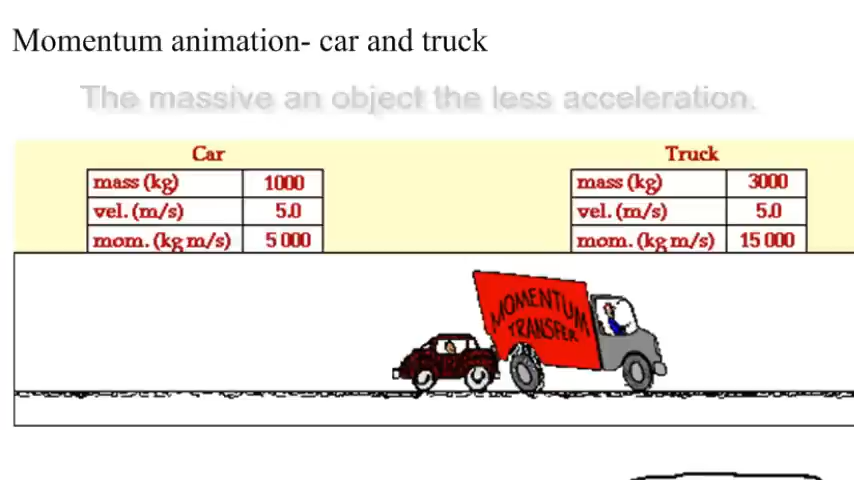 Momentum animation- car and truck
The massive an object the less acceleration.
Car
mass (kg) 1000
vel. (m/s) 5.0
mom. (kg m/s) 5 000
Truck
mass (kg) 3000
vel. (m/s) 5.0
mom. (kg m/s) 15 000
MOMENTUM
TRANSFER